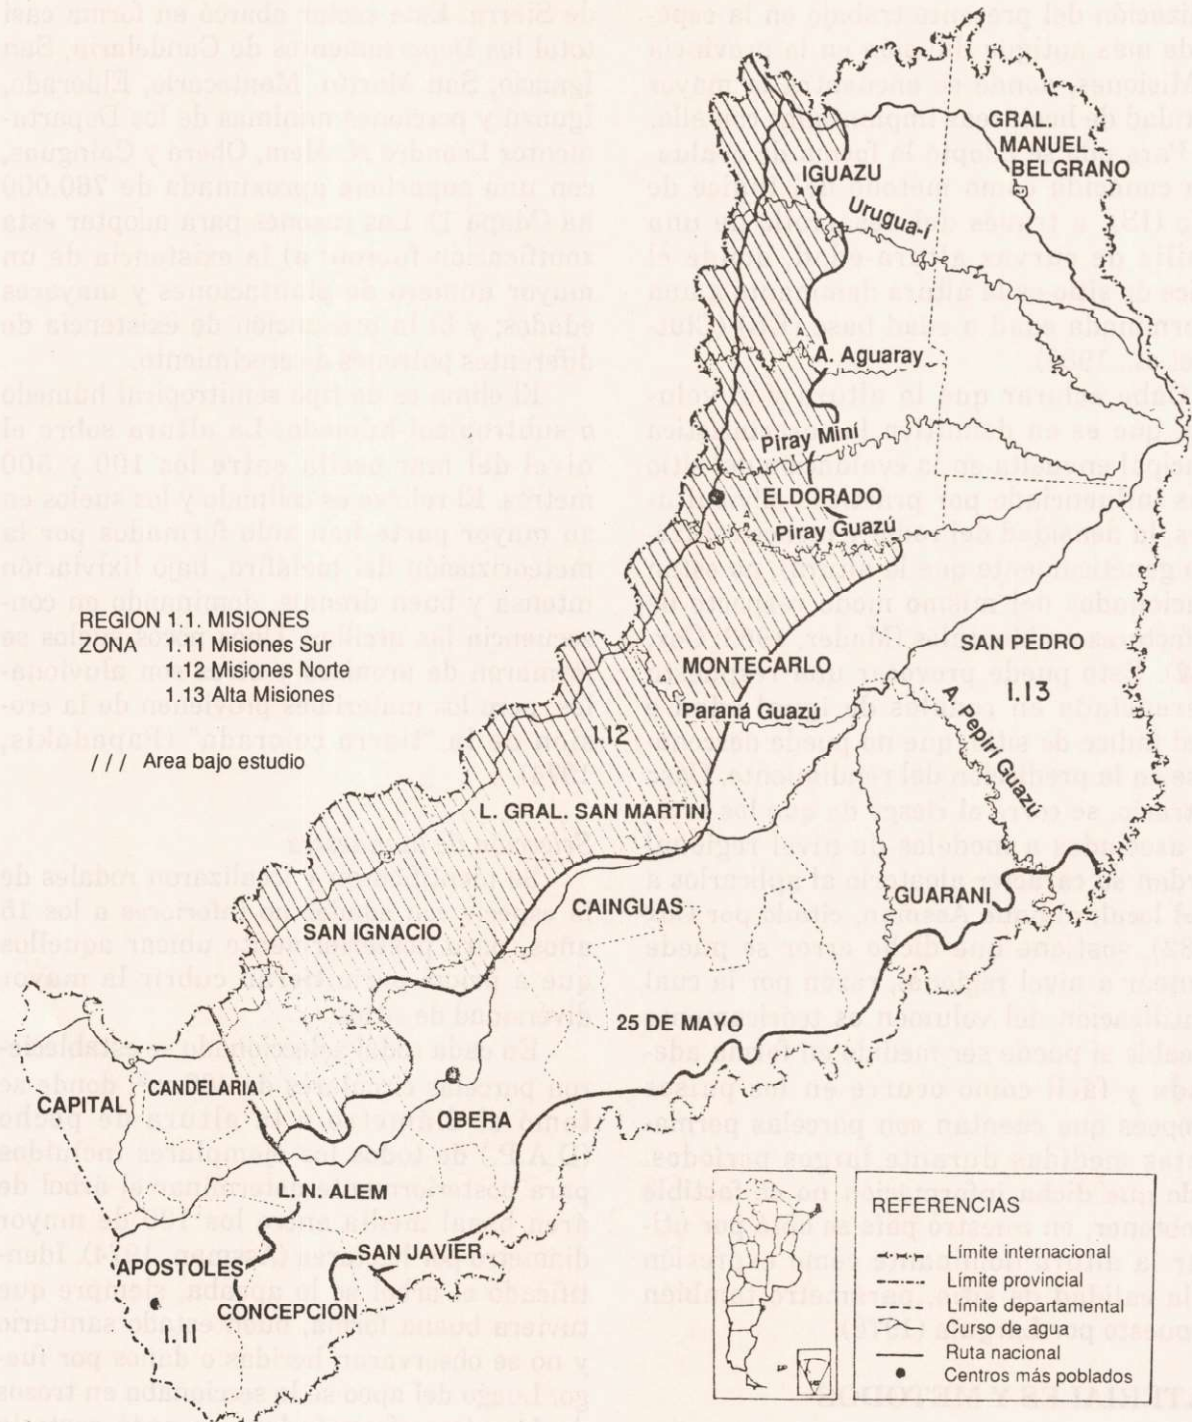 GRAL.
MANUEL
BELGRANO
IGUAZU
Urugua-í
A. Aguaray
Piray Miní
ELDORADO
Piray Guazú
REGION 1.1. MISIONES
ZONA 1.11 Misiones Sur
1.12 Misiones Norte
1.13 Alta Misiones
/ / / Area bajo estudio
SAN PEDRO
MONTECARLO
1.13
Paraná Guazú
A. Pepirí Guazú
1.12
L. GRAL. SAN MARTIN
GUARANI
CAINGUAS
SAN IGNACIO
25 DE MAYO
CANDELARIA
CAPITAL
OBERA
L. N. ALEM
SAN JAVIER
APOSTOLES
CONCEPCION
1.11
REFERENCIAS
Límite internacional
Límite provincial
Límite departamental
Curso de agua
Ruta nacional
Centros más poblados